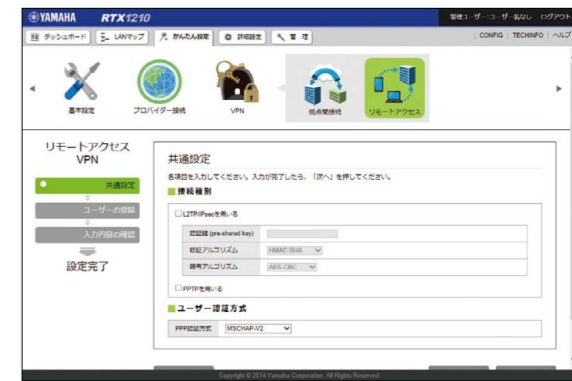 YAMAHA RTX1210
管理ユーザー:ユーザー名なし ログアウト
ダッシュボード LANマップ かんたん設定 詳細設定 管理
CONFIG TECHINFO ヘルプ
基本設定 プロバイダー接続 VPN 拠点間接続 リモートアクセス
リモートアクセス
VPN
共通設定
ユーザーの登録
入力内容の確認
設定完了
共通設定
各項目を入力してください。入力が完了したら、「次へ」を押してください。
接続種別
L2TP/IPsecを用いる
認証鍵 (pre-shared key)
認証アルゴリズム HMAC-SHA
暗号アルゴリズム AES-CBC
PPTPを用いる
ユーザー認証方式
PPP認証方式 MSCHAP-V2
Copyright © 2014 Yamaha Corporation. All Rights Reserved.